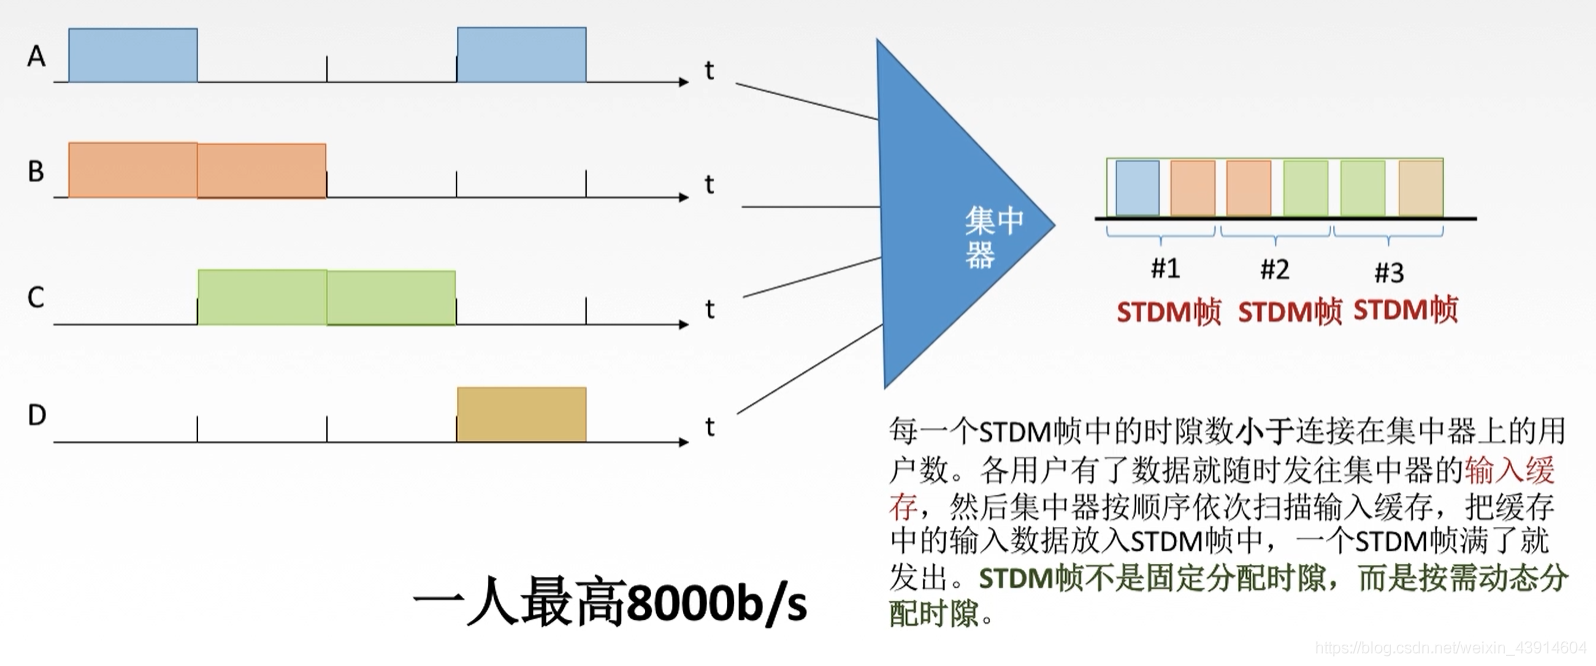 A
t
B
t
C
t
D
t
集中
器
#1
#2
#3
STDM帧
STDM帧
STDM帧
每一个STDM帧中的时隙数小于连接在集中器上的用
户数。各用户有了数据就随时发往集中器的输入缓
存，然后集中器按顺序依次扫描输入缓存，把缓存
中的输入数据放入STDM帧中，一个STDM帧满了就
发出。STDM帧不是固定分配时隙，而是按需动态分
配时隙。
一人最高8000b/s
https://blog.csdn.net/weixin_43914604